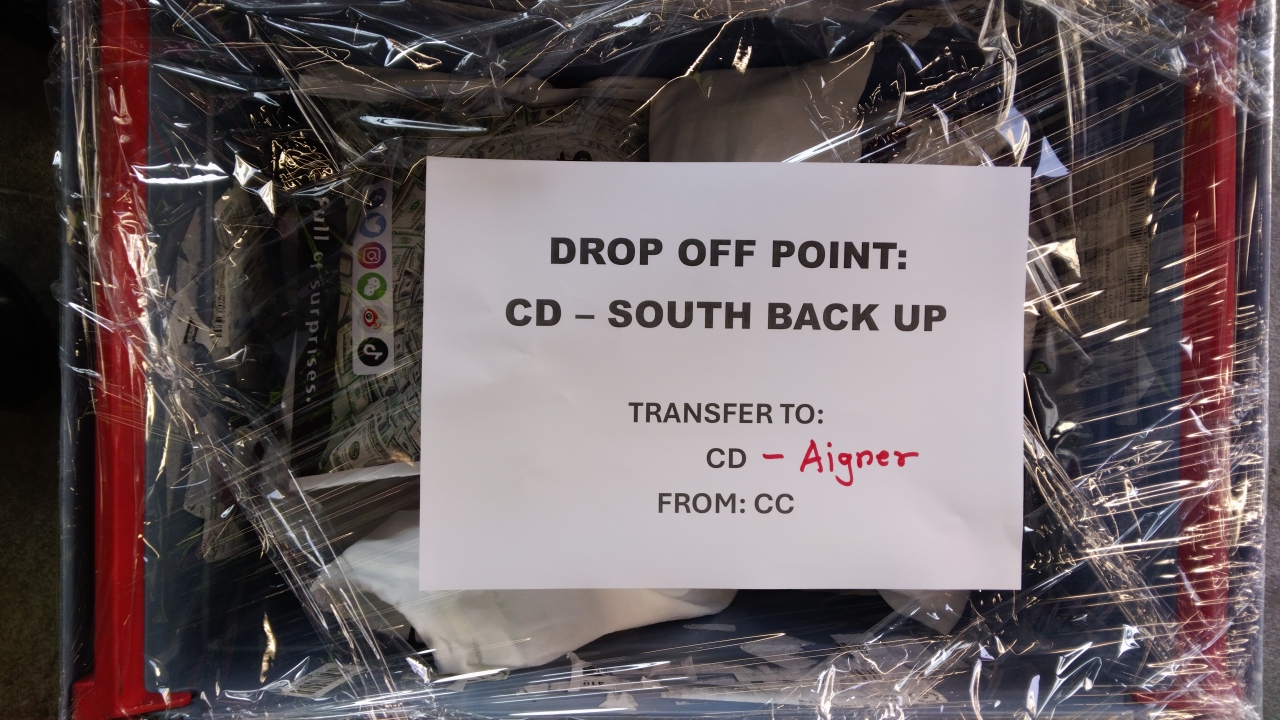 DROP OFF POINT:
CD – SOUTH BACK UP
TRANSFER TO:
CD - Aigner
FROM: CC
full of surprises.